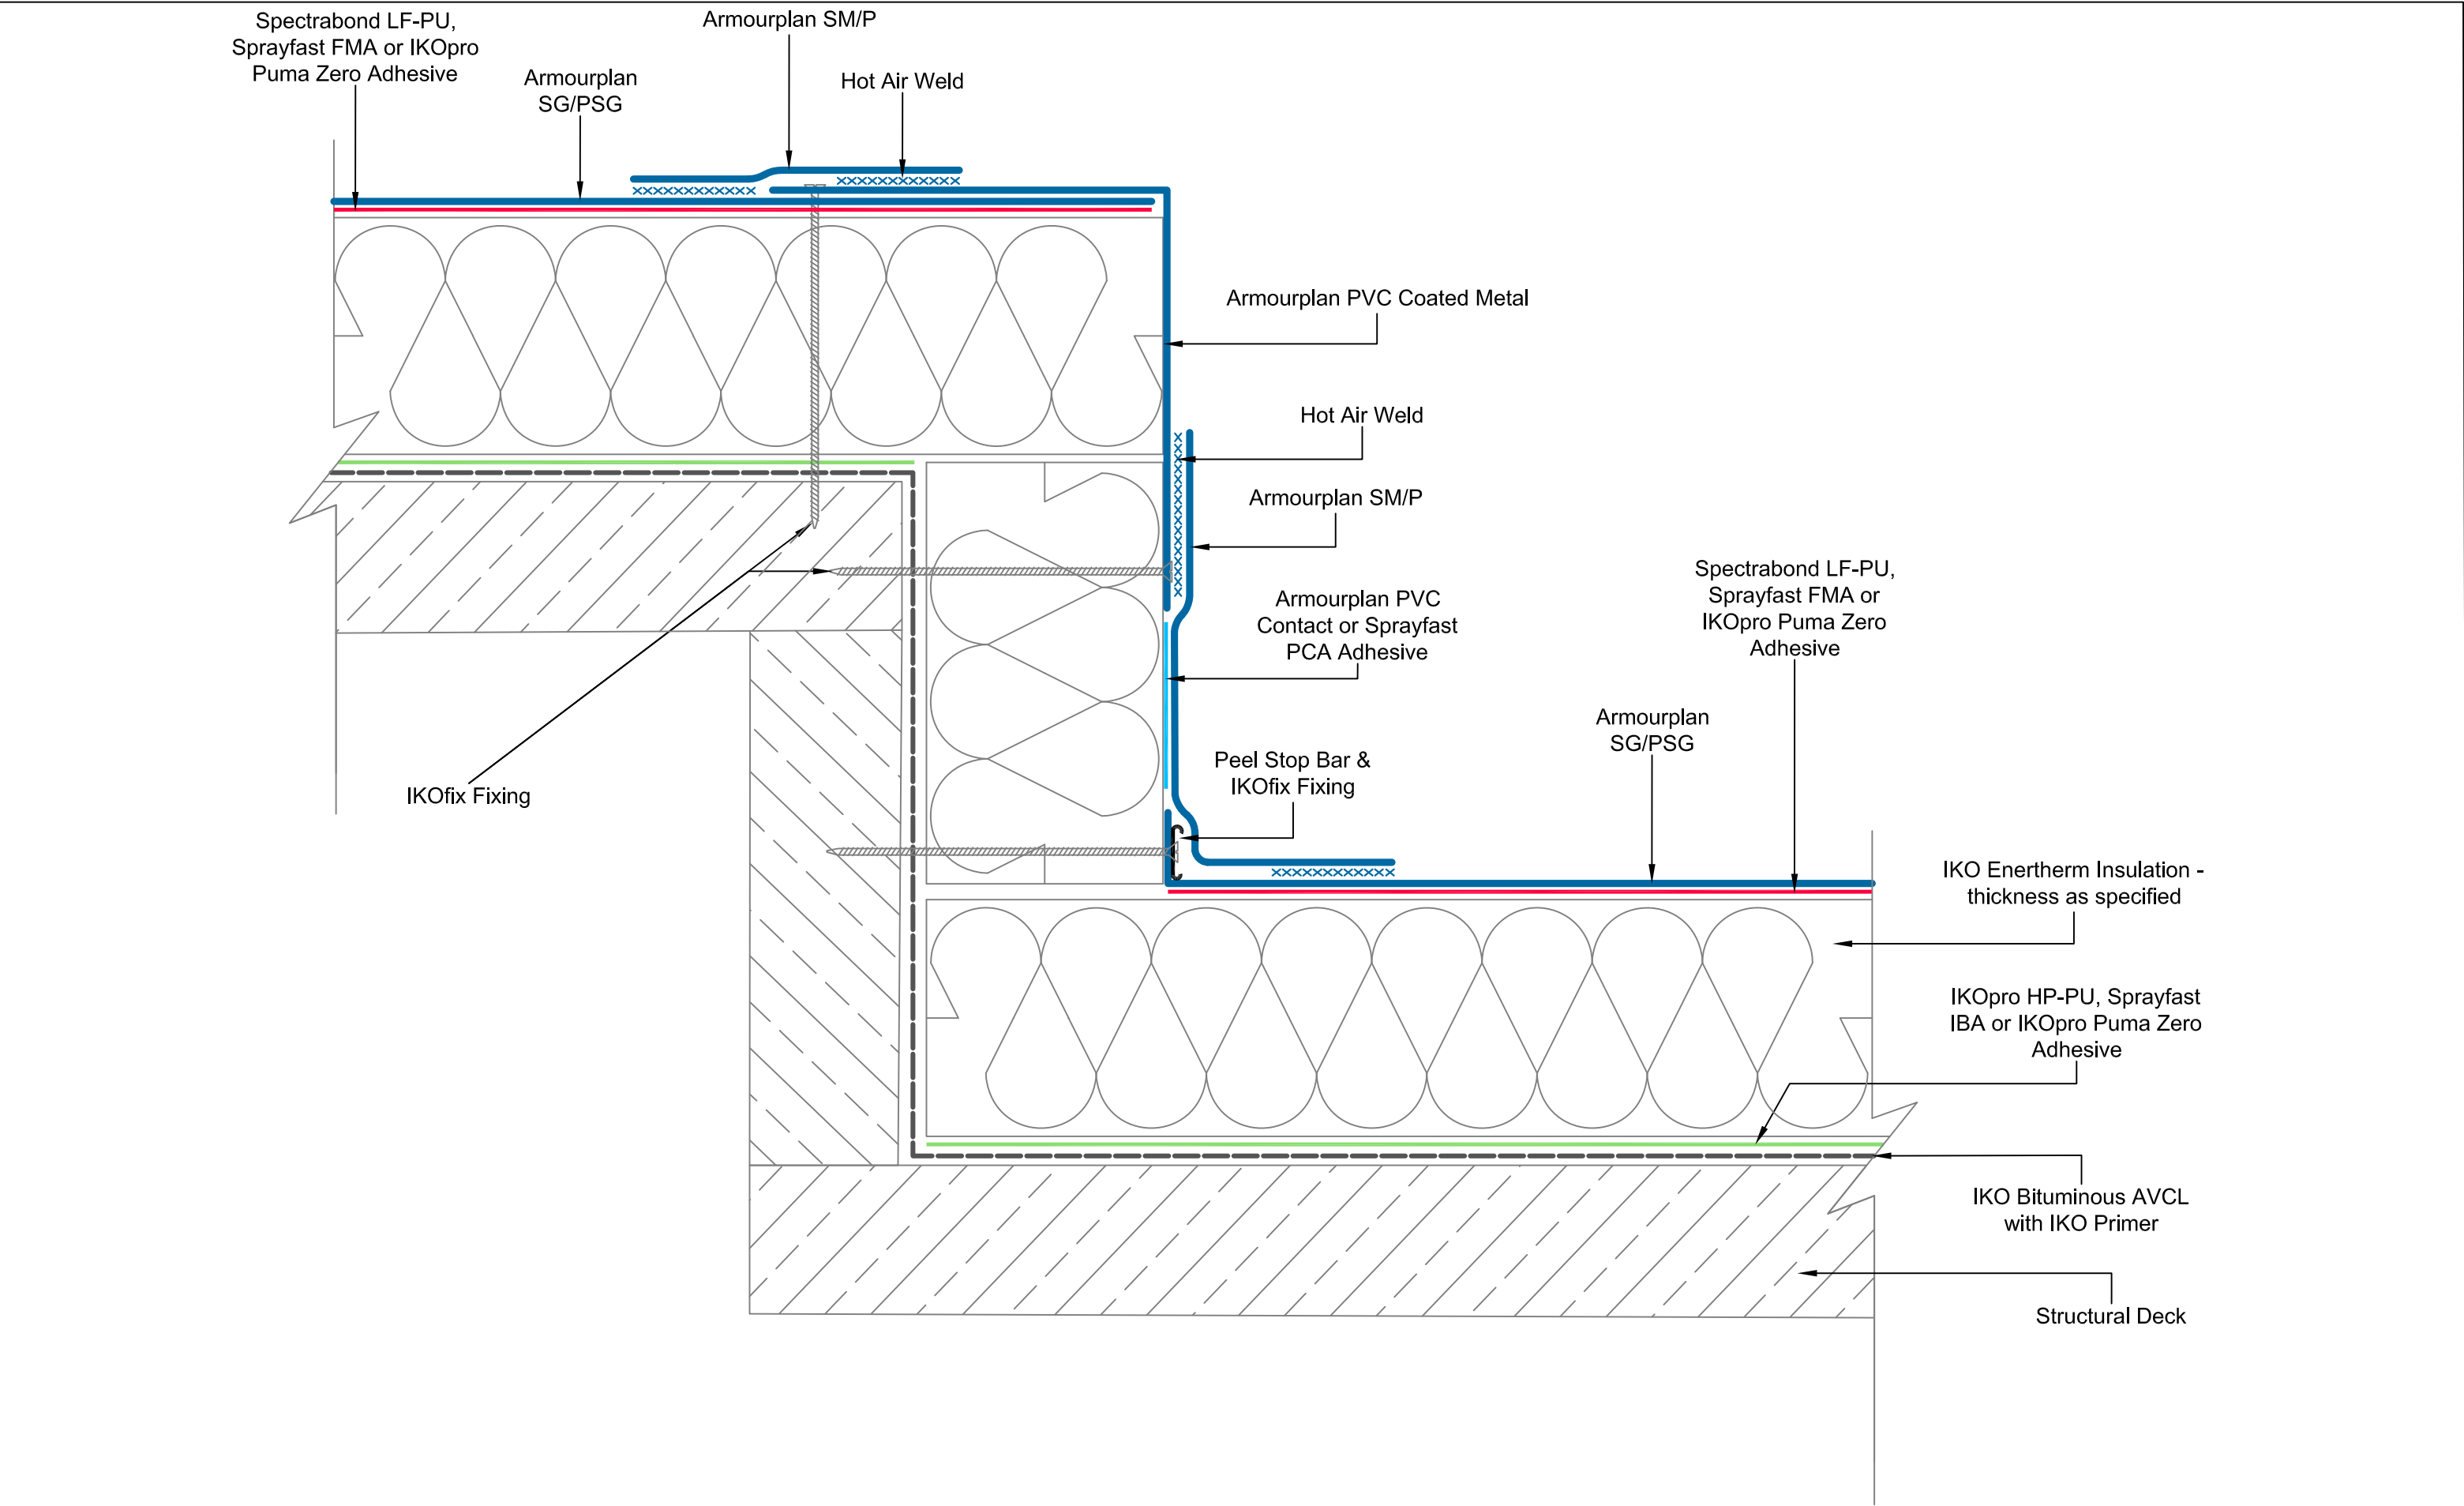 Spectrabond LF-PU,
Sprayfast FMA or IKOpro
Puma Zero Adhesive
Armourplan
SG/PSG
Armourplan SM/P
Hot Air Weld
Armourplan PVC Coated Metal
Hot Air Weld
Armourplan SM/P
Armourplan PVC
Contact or Sprayfast
PCA Adhesive
Spectrabond LF-PU,
Sprayfast FMA or
IKOpro Puma Zero
Adhesive
Armourplan
SG/PSG
Peel Stop Bar &
IKOfix Fixing
IKOfix Fixing
IKO Enertherm Insulation -
thickness as specified
IKOpro HP-PU, Sprayfast
IBA or IKOpro Puma Zero
Adhesive
IKO Bituminous AVCL
with IKO Primer
Structural Deck